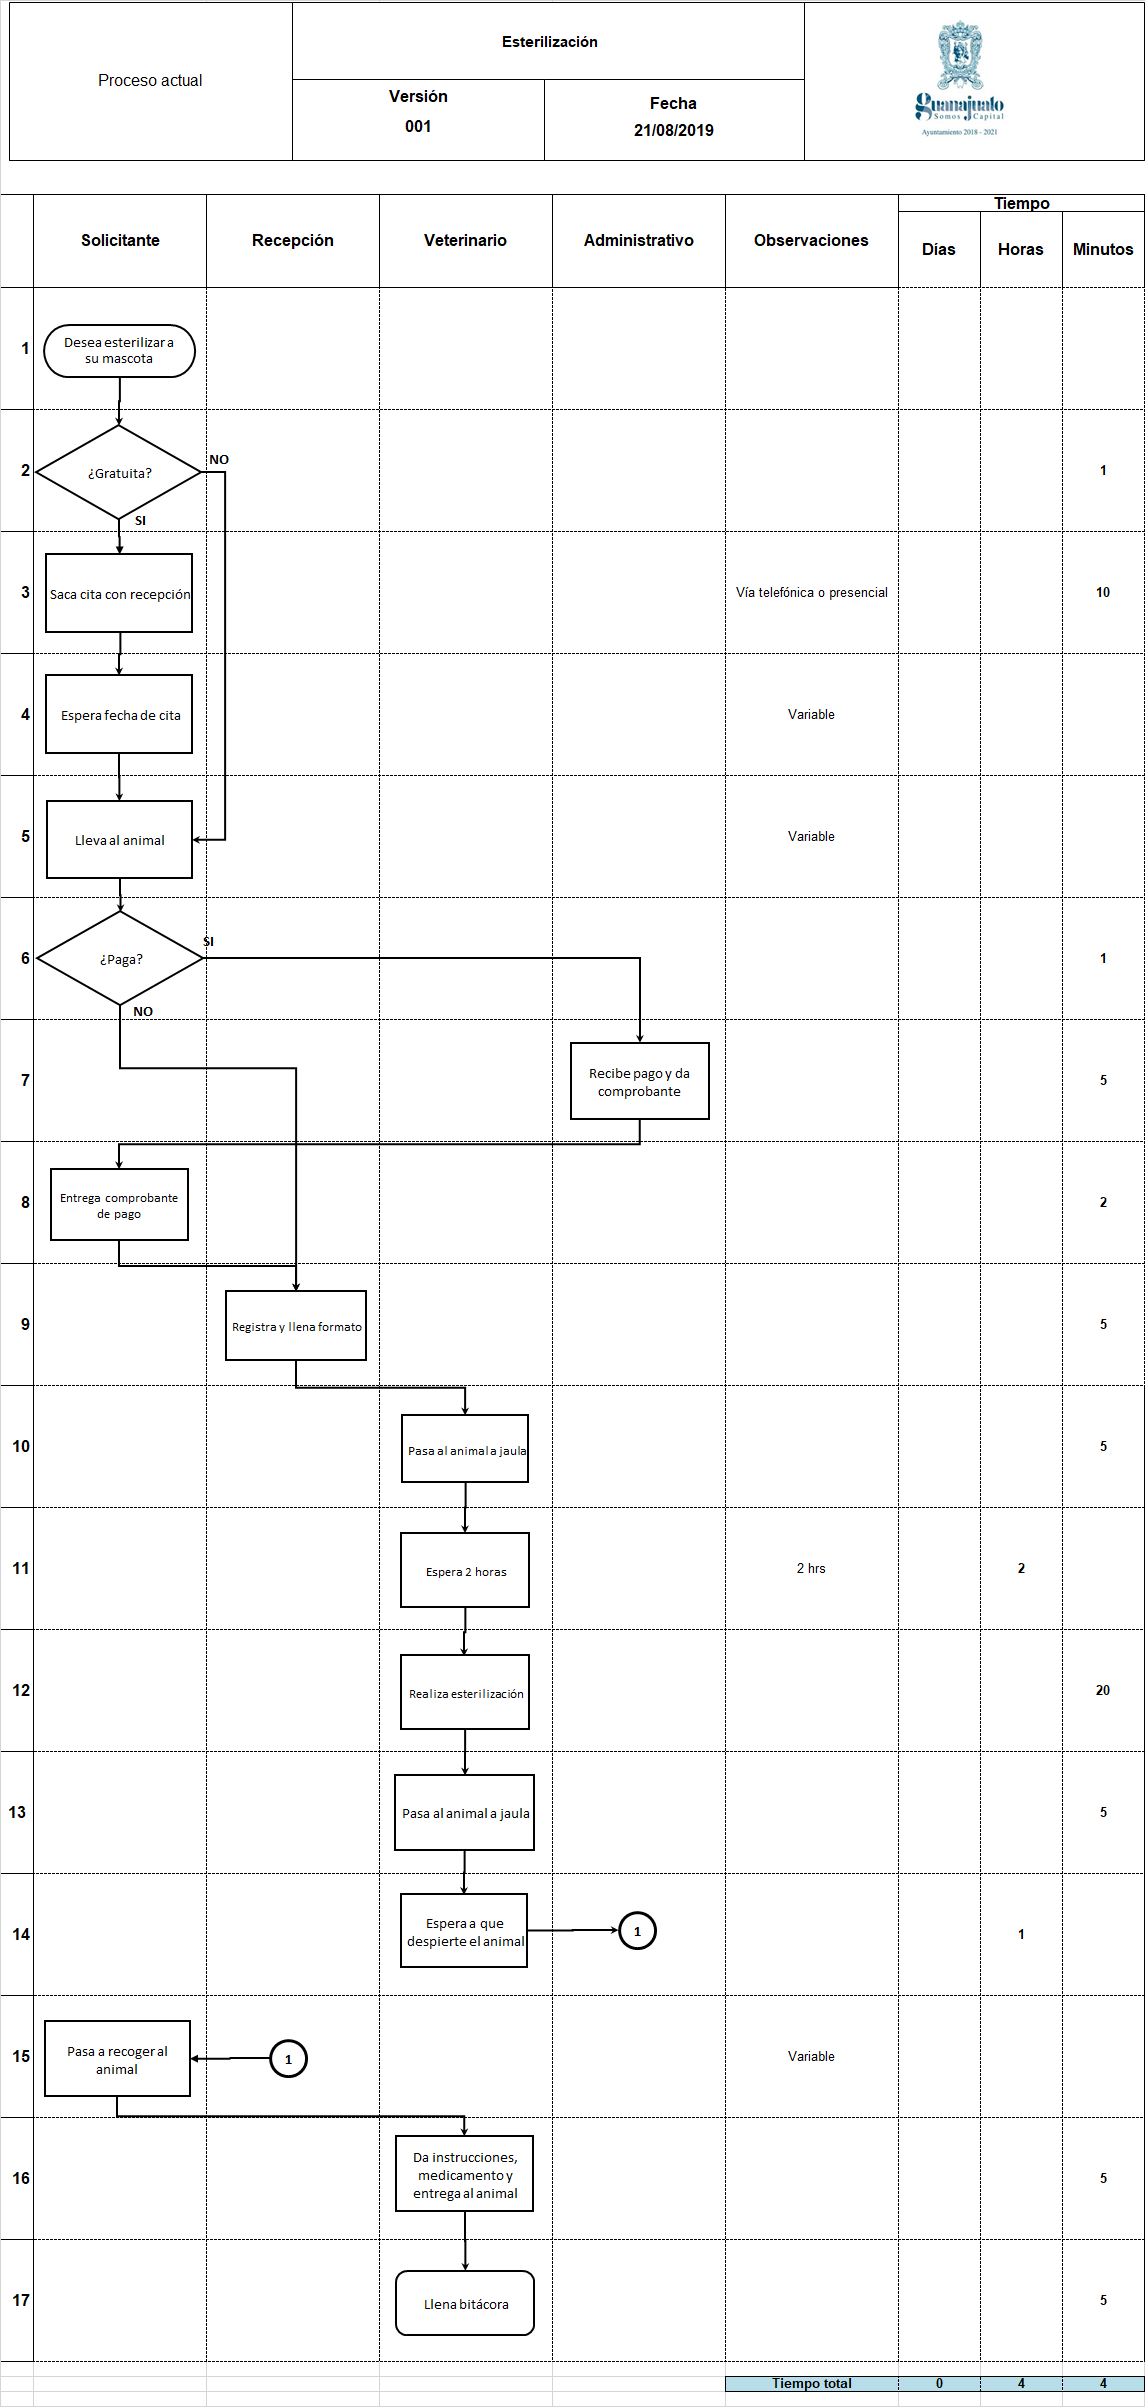 Proceso actual
Esterilización
Versión
001
Fecha
21/08/2019
guanajuato
Somos Capital
Ayuntamiento 2018 - 2021
Solicitante
Recepción
Veterinario
Administrativo
Observaciones
Tiempo
Días
Horas
Minutos
1
Desea esterilizar a
su mascota
2
¿Gratuita?
NO
SI
1
3
Saca cita con recepción
Vía telefónica o presencial
10
4
Espera fecha de cita
Variable
5
Lleva al animal
Variable
6
¿Paga?
SI
NO
1
7
Recibe pago y da
comprobante
5
8
Entrega comprobante
de pago
2
9
Registra y llena formato
5
10
Pasa al animal a jaula
5
11
Espera 2 horas
2 hrs
2
12
Realiza esterilización
20
13
Pasa al animal a jaula
5
14
Espera a que
despierte el animal
1
1
15
Pasa a recoger al
animal
1
Variable
16
Da instrucciones,
medicamento y
entrega al animal
5
17
Llena bitácora
5
Tiempo total
0
4
4